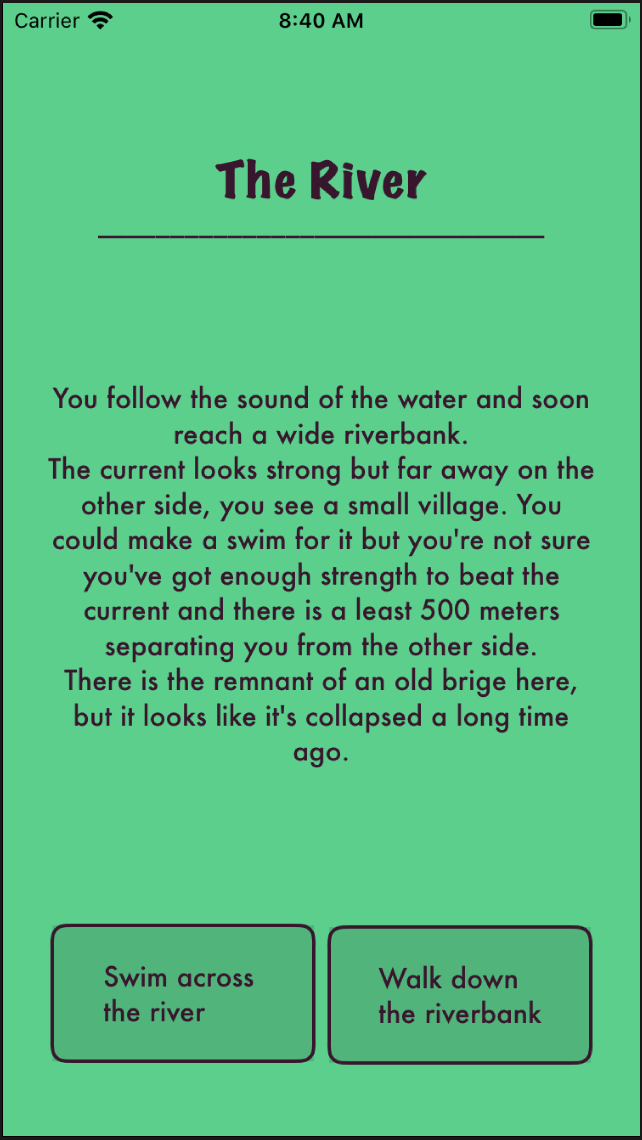 Carrier
8:40 AM
The River
You follow the sound of the water and soon
reach a wide riverbank.
The current looks strong but far away on the
other side, you see a small village. You
could make a swim for it but you're not sure
you've got enough strength to beat the
current and there is a least 500 meters
separating you from the other side.
There is the remnant of an old brige here,
but it looks like it's collapsed a long time
ago.
Swim across
the river
Walk down
the riverbank